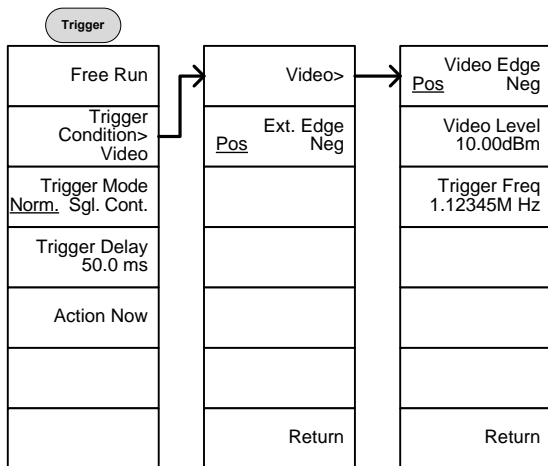 Trigger
Free Run
Trigger
Condition>
Video
Trigger Mode
Norm. Sgl. Cont.
Trigger Delay
50.0 ms
Action Now
Video>
Ext. Edge
Pos Neg
Return
Video Edge
Pos Neg
Video Level
10.00dBm
Trigger Freq
1.12345M Hz
Return